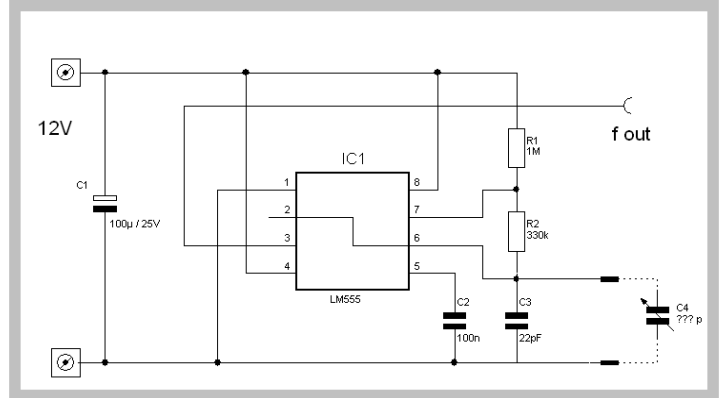 12V
C1
100µ / 25V
IC1
1
2
3
4
8
7
6
5
LM555
f out
R1
1M
R2
330k
C2
100n
C3
22pF
C4
??? p